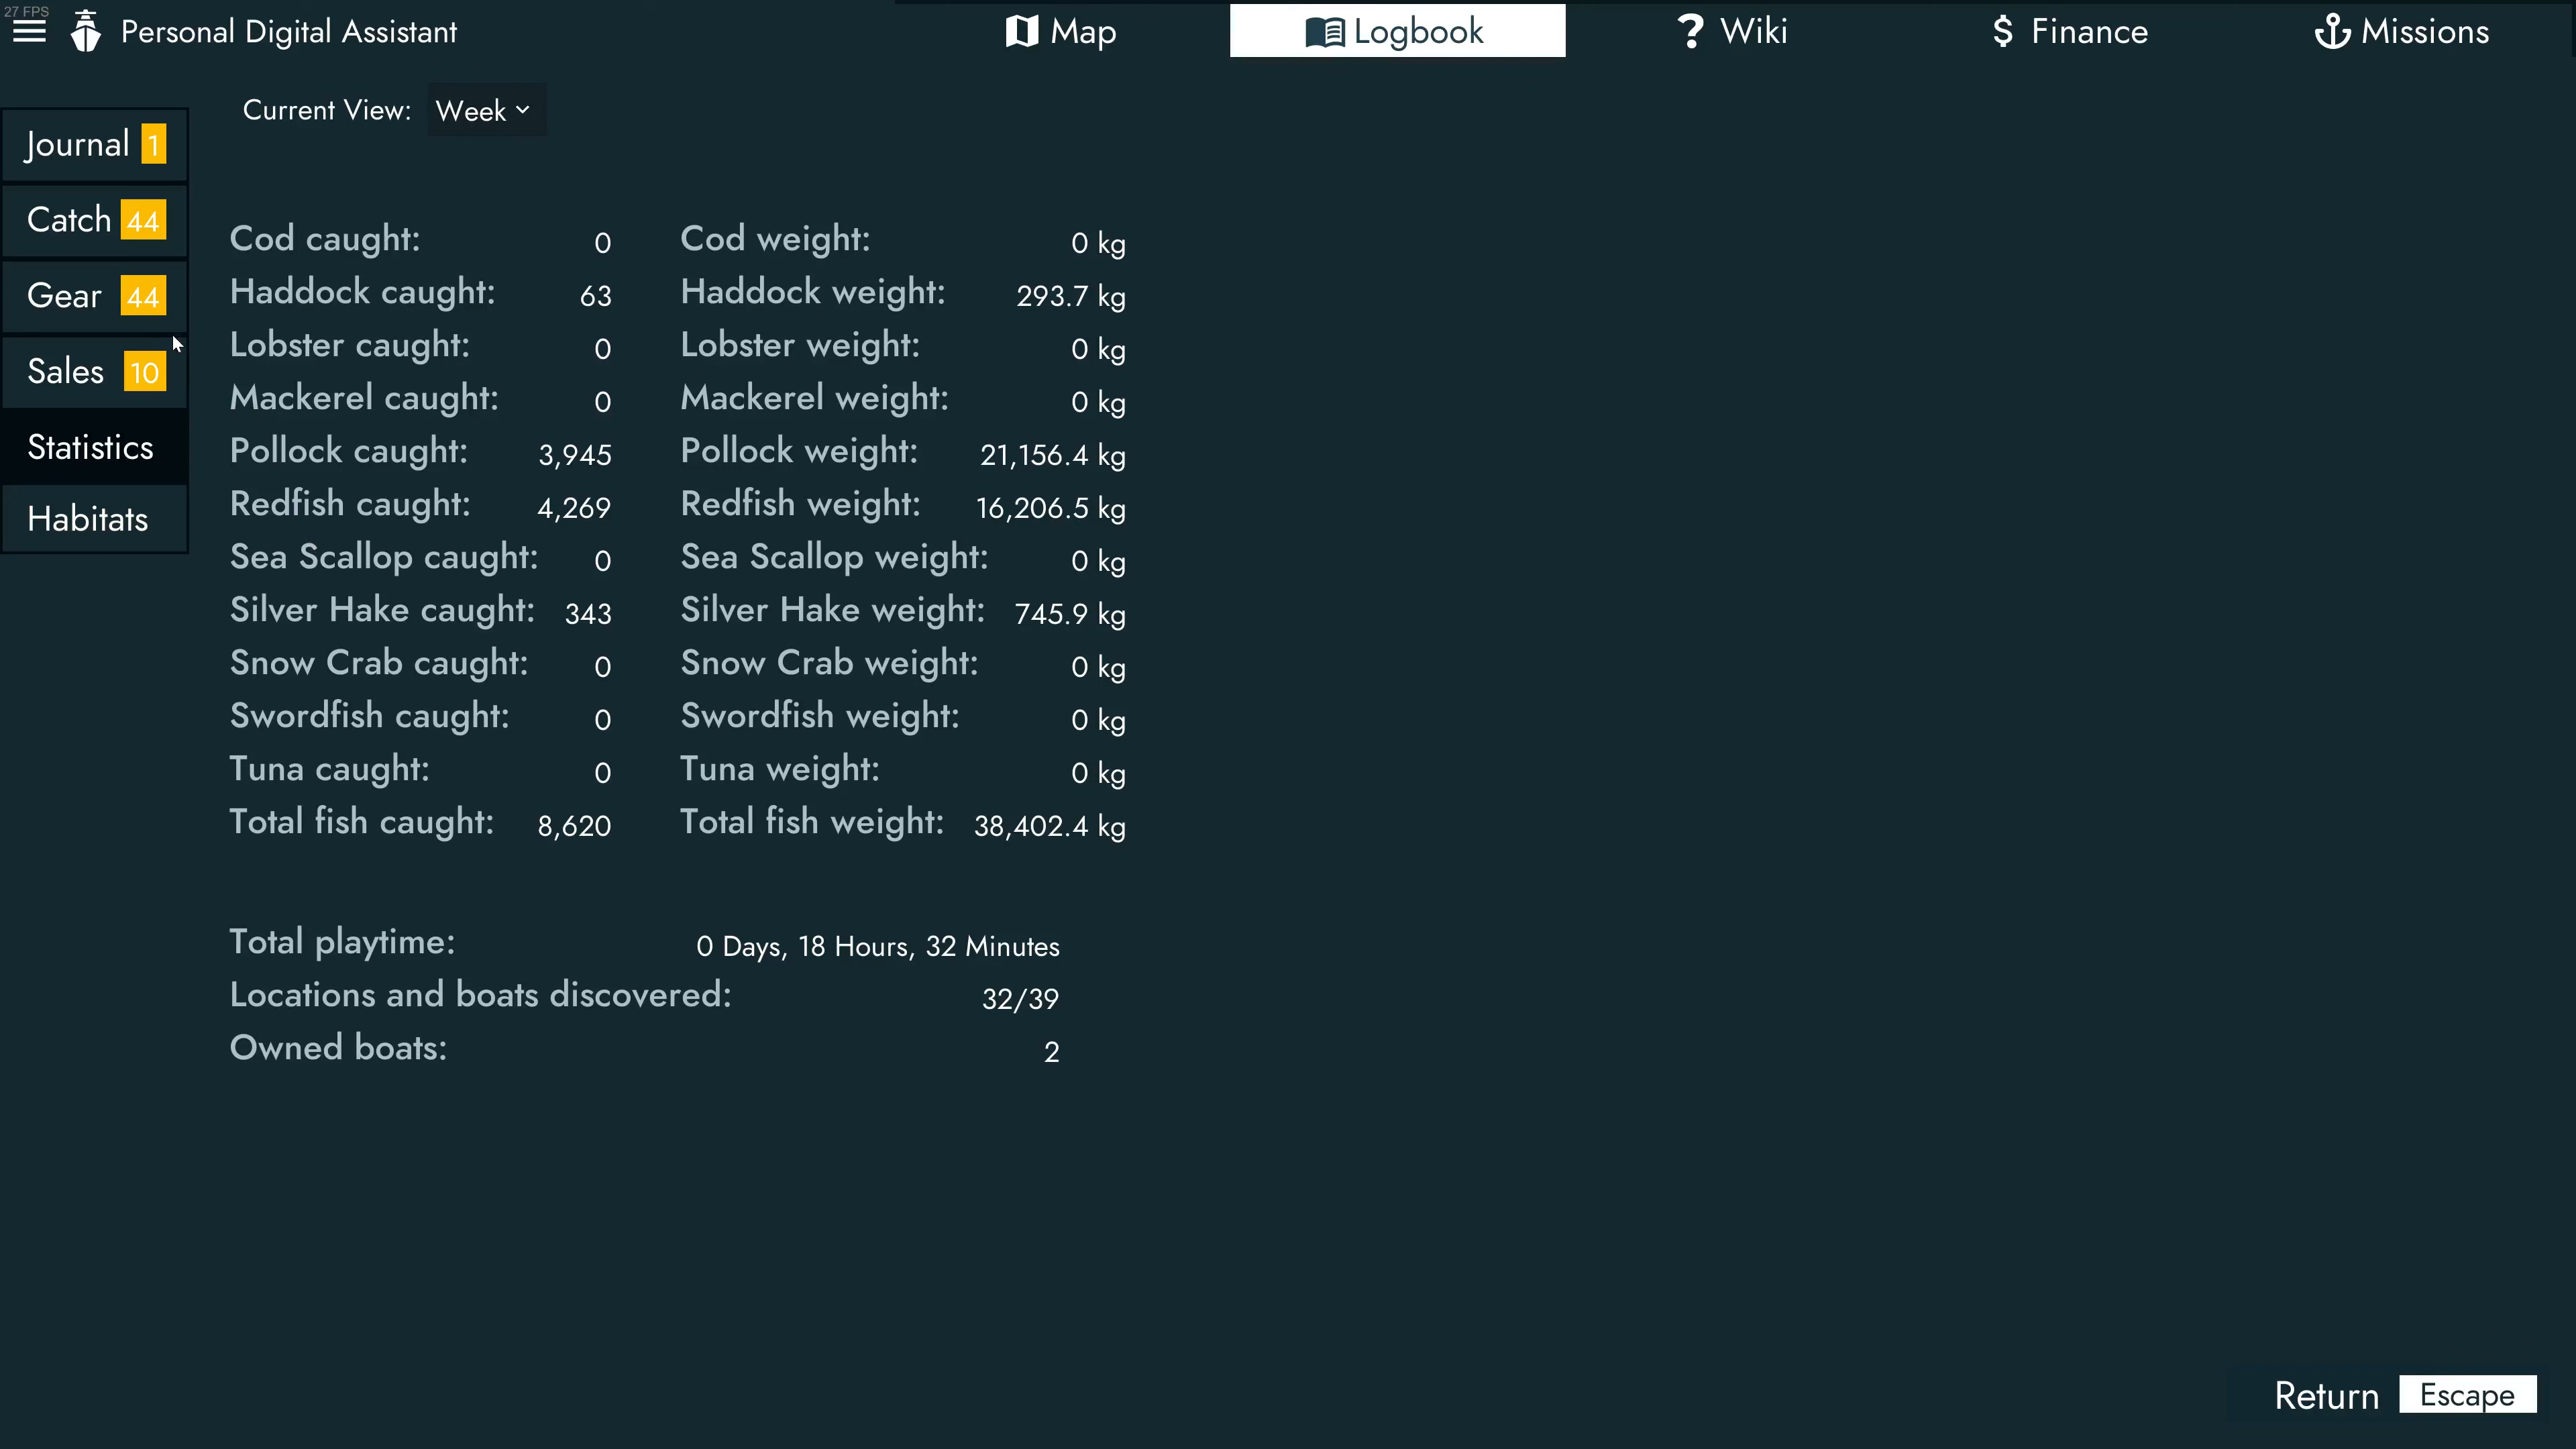 27 FPS
Personal Digital Assistant
Map
Logbook
? Wiki
$ Finance
Missions
Current View: Week
Journal 1
Catch 44
Gear 44
Sales 10
Statistics
Habitats
Cod caught: 0 Cod weight: 0 kg
Haddock caught: 63 Haddock weight: 293.7 kg
Lobster caught: 0 Lobster weight: 0 kg
Mackerel caught: 0 Mackerel weight: 0 kg
Pollock caught: 3,945 Pollock weight: 21,156.4 kg
Redfish caught: 4,269 Redfish weight: 16,206.5 kg
Sea Scallop caught: 0 Sea Scallop weight: 0 kg
Silver Hake caught: 343 Silver Hake weight: 745.9 kg
Snow Crab caught: 0 Snow Crab weight: 0 kg
Swordfish caught: 0 Swordfish weight: 0 kg
Tuna caught: 0 Tuna weight: 0 kg
Total fish caught: 8,620 Total fish weight: 38,402.4 kg
Total playtime: 0 Days, 18 Hours, 32 Minutes
Locations and boats discovered: 32/39
Owned boats: 2
Return Escape